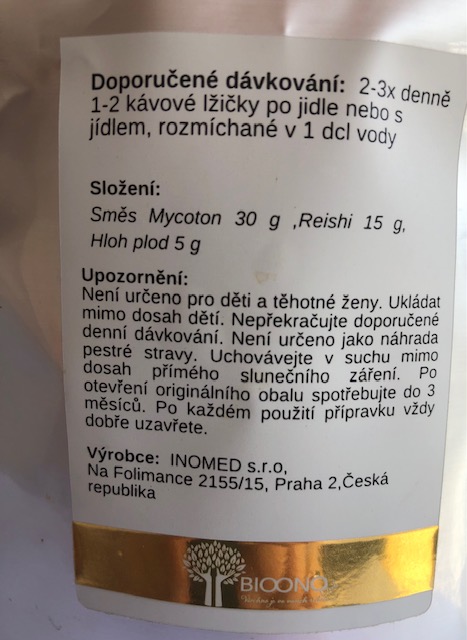 Doporučené dávkování: 2-3x denně
1-2 kávové lžičky po jidle nebo s
jídlem, rozmíchané v 1 dcl vody
Složení:
Směs Mycoton 30 g ,Reishi 15 g,
Hloh plod 5 g
Upozornění:
Není určeno pro děti a těhotné ženy. Ukládat
mimo dosah dětí. Nepřekračujte doporučené
denní dávkování. Není určeno jako náhrada
pestré stravy. Uchovávejte v suchu mimo
dosah přímého slunečního záření. Po
otevření originálního obalu spotřebujte do 3
měsíců. Po každém použití přípravku vždy
dobře uzavřete.
Výrobce: INOMED s.r.o,
Na Folimance 2155/15, Praha 2,Česká
republika
BIOONQ